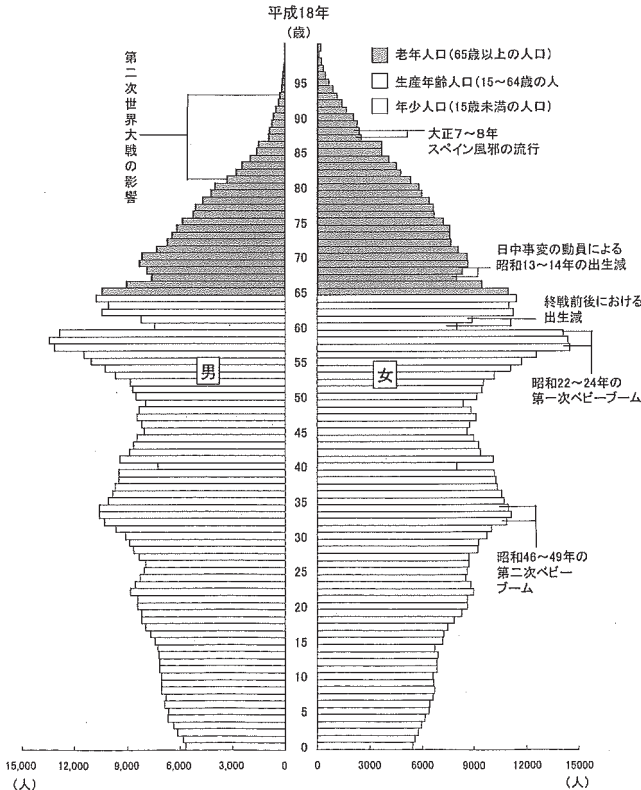 平成18年
(歳)
老年人口(65歳以上の人口)
生産年齢人口(15～64歳の人
年少人口(15歳未満の人口)
第二次世界大戦の影響
大正7～8年
スペイン風邪の流行
日中事変の動員による
昭和13～14年の出生減
終戦前後における
出生減
昭和22～24年の
第一次ベビーブーム
昭和46～49年の
第二次ベビー
ブーム
男
女
95
90
85
80
75
70
65
60
55
50
45
40
35
30
25
20
15
10
5
0
15,000 12,000 9,000 6,000 3,000 0
0 3000 6000 9000 12000 15000
(人)
(人)